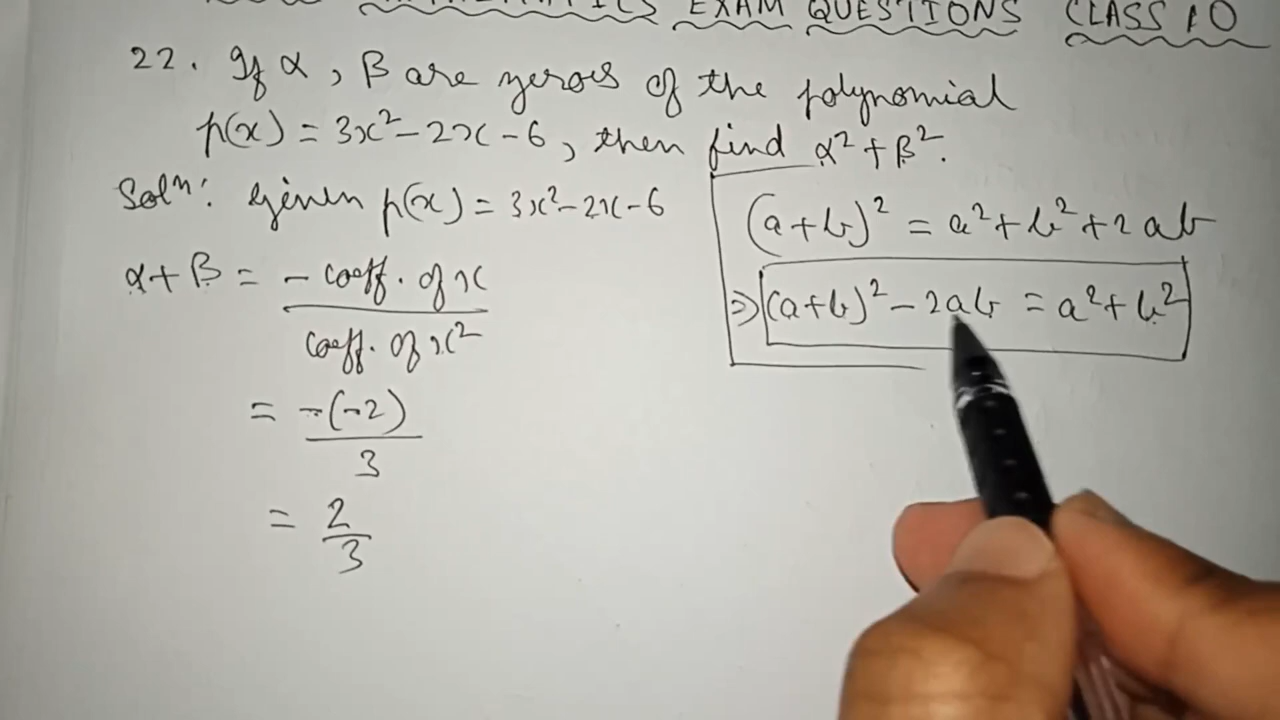 EXAM QUESTIONS CLASS 10
22. If α, β are zeroes of the polynomial
p(x) = 3x² - 2x - 6, then find α² + β².
Solⁿ: Given p(x) = 3x² - 2x - 6
(a+b)² = a² + b² + 2ab
⇒ (a+b)² - 2ab = a² + b²
α + β = - coeff. of x
coeff. of x²
= -(-2)
3
= 2
3